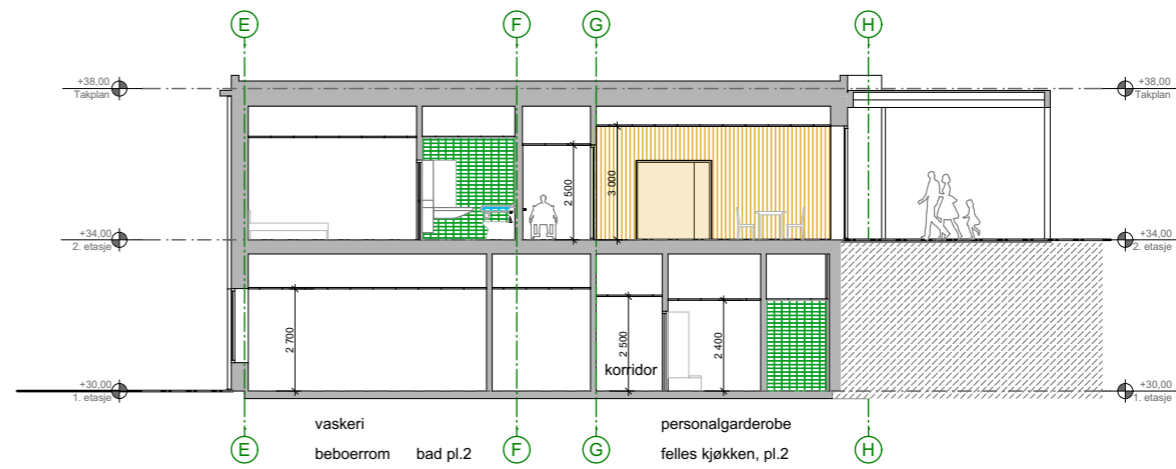 E F G H
+38,00 +38,00
Takplan Takplan
3 000
2 500
+34,00 +34,00
2. etasje 2. etasje
2 700
2 500
2 400
korridor
+30,00 +30,00
1. etasje 1. etasje
vaskeri personalgarderobe
E F G H
beboerrom bad pl.2 felles kjøkken, pl.2